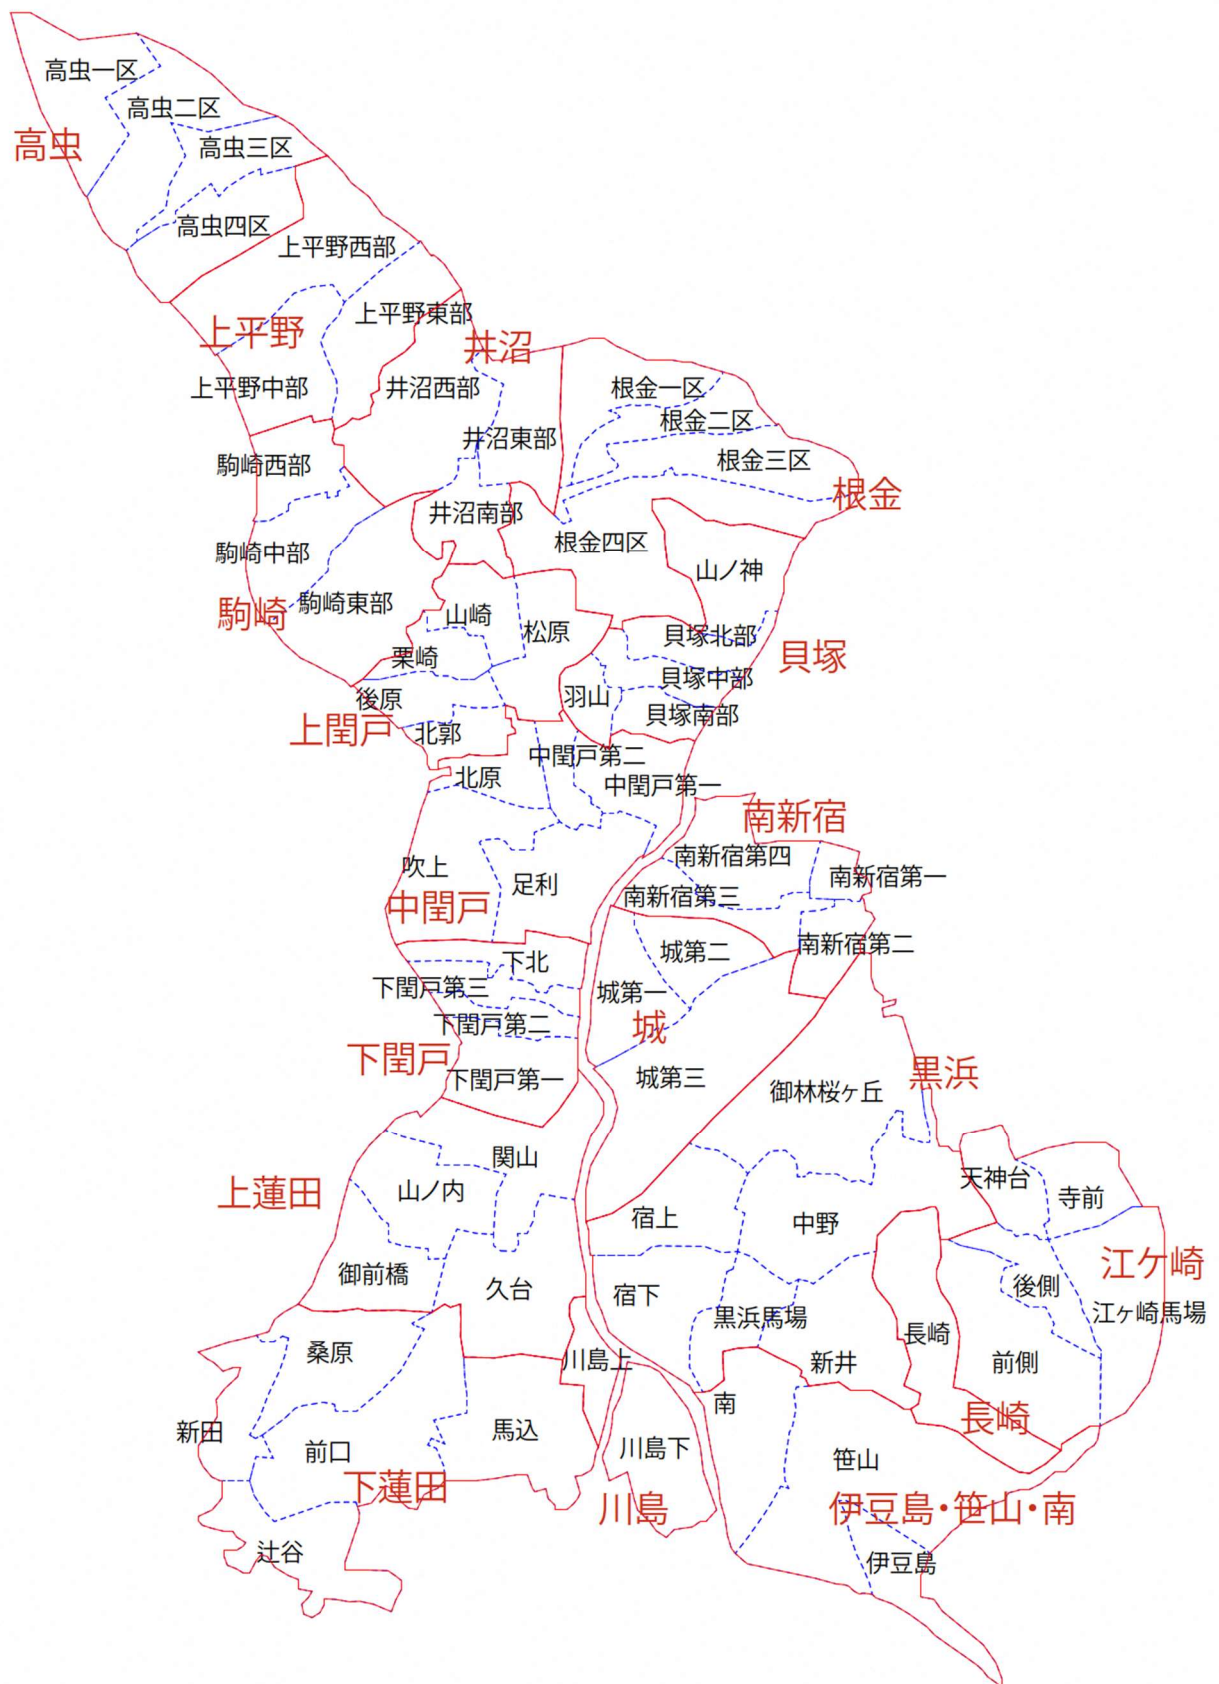 高虫一区
高虫二区
高虫
高虫三区
高虫四区
上平野西部
上平野東部
上平野
井沼
上平野中部
井沼西部
根金一区
根金二区
井沼東部
駒崎西部
根金三区
根金
井沼南部
根金四区
駒崎中部
山ノ神
駒崎
駒崎東部
山崎
松原
貝塚北部
栗崎
貝塚
貝塚中部
後原
羽山
貝塚南部
上閏戸
北郭
中閏戸第二
北原
中閏戸第一
南新宿
南新宿第四
吹上
足利
南新宿第一
南新宿第三
中閏戸
南新宿第二
城第二
下北
下閏戸第三
城第一
下閏戸第二
城
下閏戸
下閏戸第一
城第三
黒浜
御林桜ヶ丘
関山
上蓮田
山ノ内
天神台
寺前
宿上
中野
御前橋
久台
江ケ崎
後側
宿下
江ヶ崎馬場
黒浜馬場
長崎
桑原
川島上
新井
前側
南
長崎
新田
馬込
川島下
前口
笹山
下蓮田
川島
伊豆島・笹山・南
辻谷
伊豆島